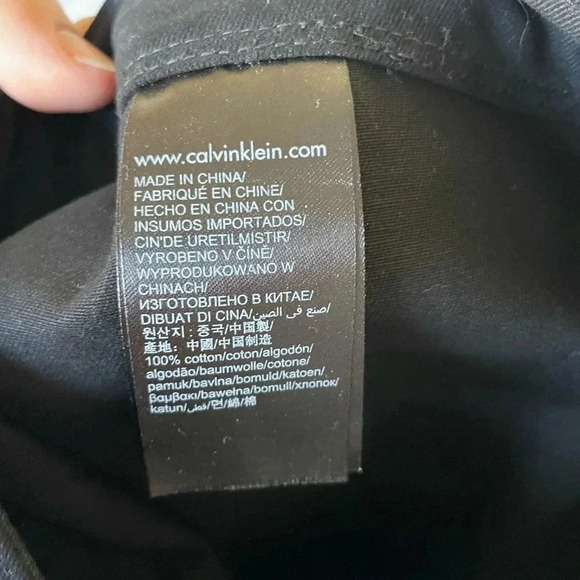 www.calvinklein.com
MADE IN CHINA/
FABRIQUÉ EN CHINE/
HECHO EN CHINA CON
INSUMOS IMPORTADOS/
CIN'DE ÜRETİLMİSTİR/
VYROBENO V ČÍNĚ/
WYPRODUKOWANO W
CHINACH/
ИЗГОТОВЛЕНО В КИТАЕ/
DIBUAT DI CINA/صنع في الصين/
원산지 : 중국/中国製/
產地：中國/中国制造
100% cotton/coton/algodón/
algodão/baumwolle/cotone/
pamuk/bavlna/bomuld/katoen/
βαμβακι/bawełna/bomull/хлопок/
katun/قطن/면/綿/棉